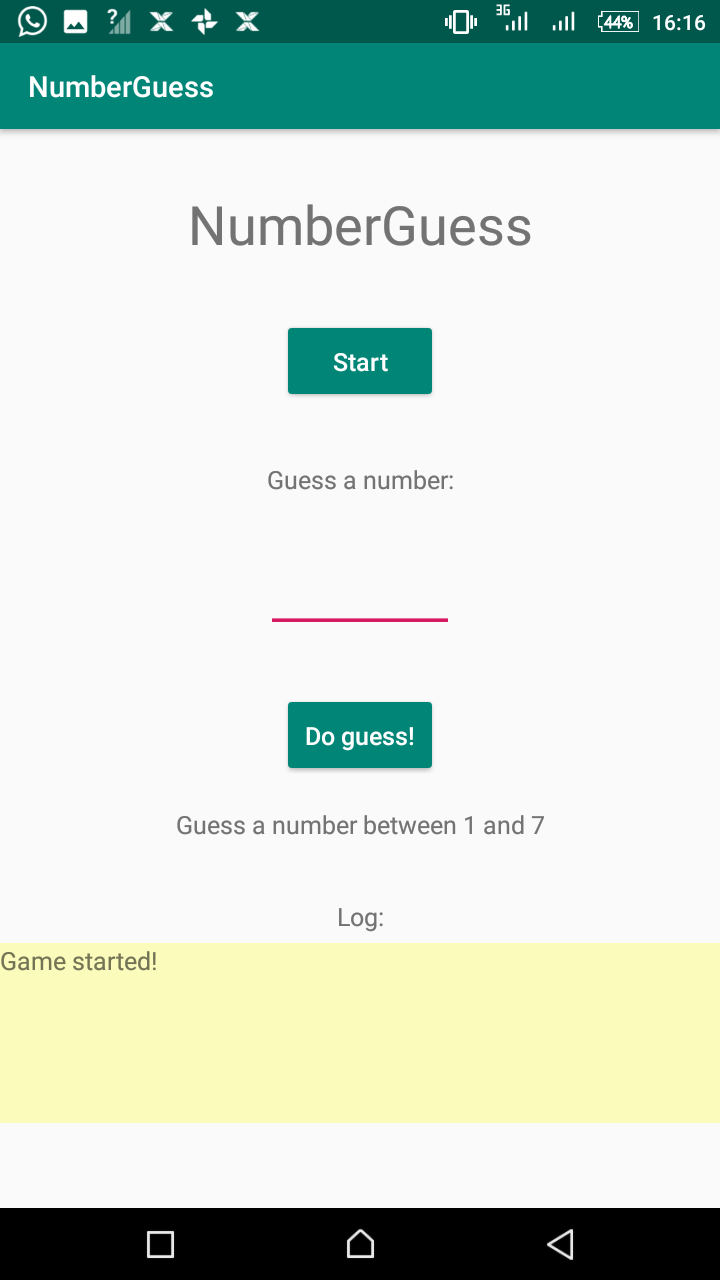 3G 44% 16:16
NumberGuess
NumberGuess
Start
Guess a number:
Do guess!
Guess a number between 1 and 7
Log:
Game started!